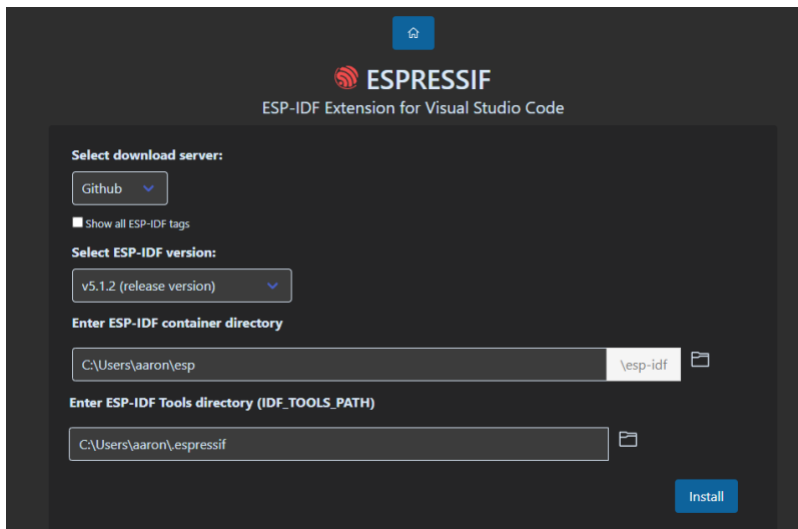 ESPRESSIF
ESP-IDF Extension for Visual Studio Code
Select download server:
Github
Show all ESP-IDF tags
Select ESP-IDF version:
v5.1.2 (release version)
Enter ESP-IDF container directory
C:\Users\aaron\esp \esp-idf
Enter ESP-IDF Tools directory (IDF_TOOLS_PATH)
C:\Users\aaron\.espressif
Install